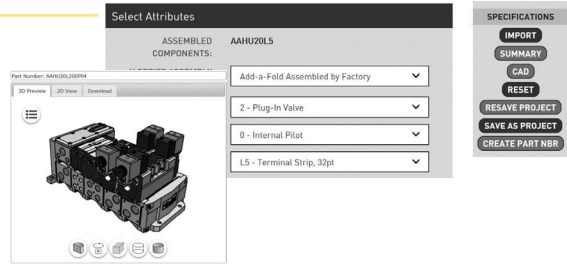 Select Attributes
ASSEMBLED
COMPONENTS:
AAHU20L5
Add-a-Fold Assembled by Factory
2 - Plug-In Valve
0 - Internal Pilot
L5 - Terminal Strip, 32pt
Part Number: AAHU20L200P94
3D Preview
2D View
Download
SPECIFICATIONS
IMPORT
SUMMARY
CAD
RESET
RESAVE PROJECT
SAVE AS PROJECT
CREATE PART NBR